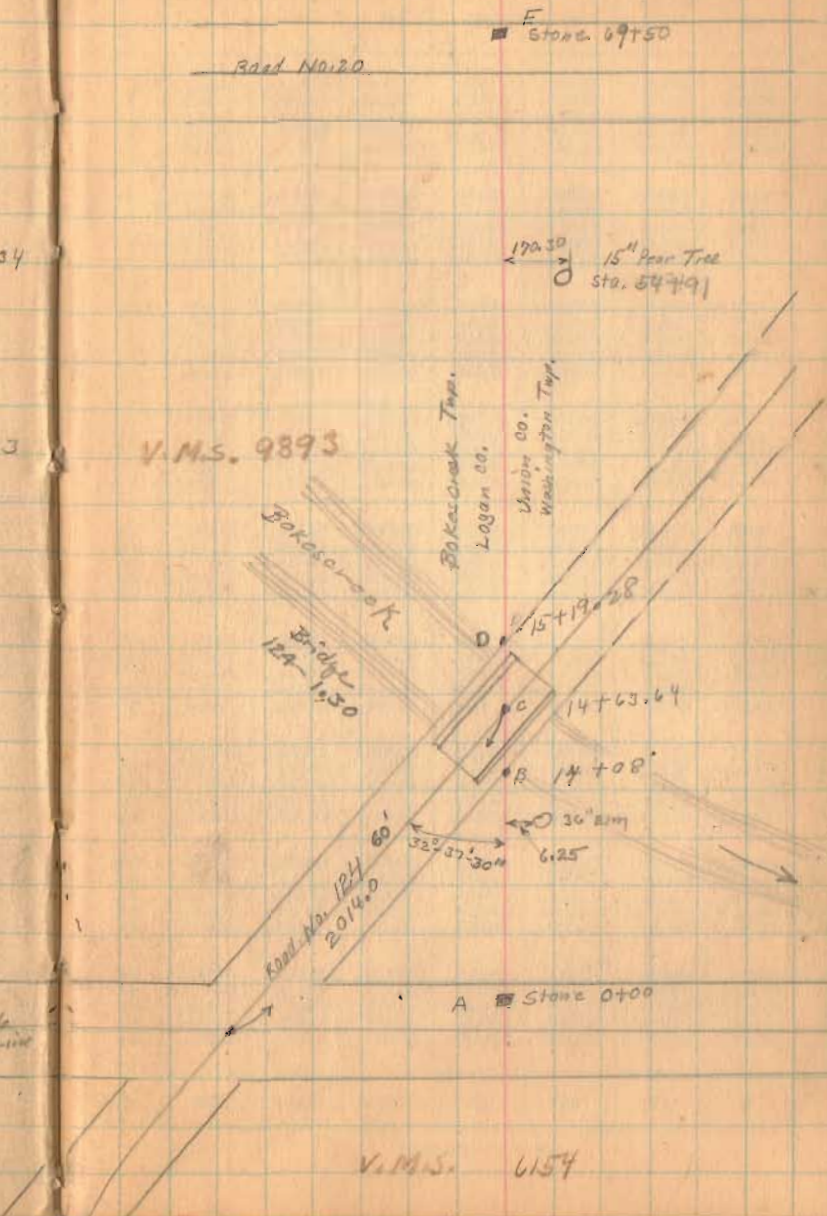 E
Stone 69+50
Road No. 20
34
170.30
15" Pear Tree
Sta. 54+91
Bokescreek Twp.
Logan Co.
Union Co.
Washington Twp.
3
V.M.S. 9893
Bokescreek
Bridge
124-1.30
D
15+19.28
C
14+63.64
B
14+08
36" Elm
6.25
32°-37'-30"
60'
Road No. 124
2014.0
A
Stone 0+00
V.M.S. 6154